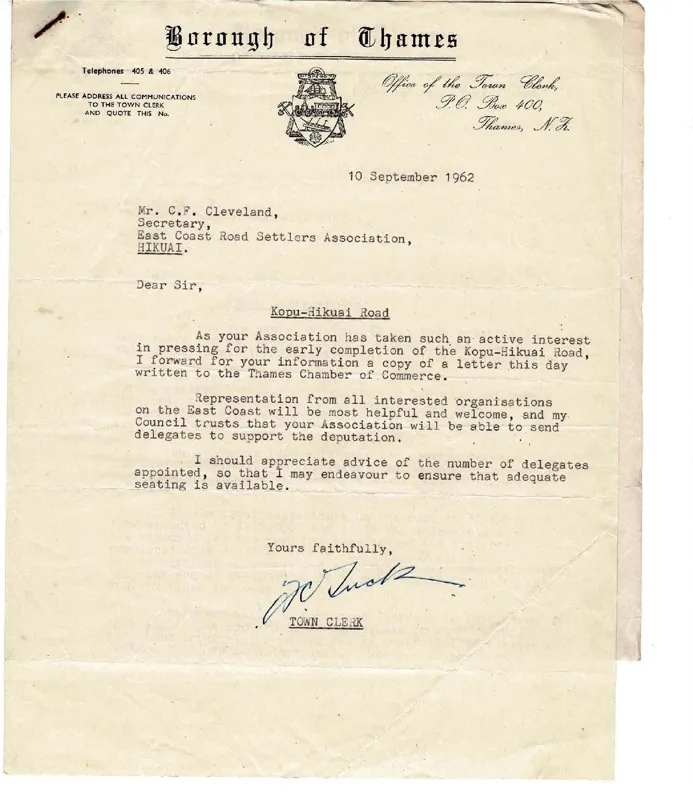 Borough of Thames
Telephones 405 & 406
PLEASE ADDRESS ALL COMMUNICATIONS
TO THE TOWN CLERK
AND QUOTE THIS No.
Office of the Town Clerk,
P.O. Box 400,
Thames, N.Z.
10 September 1962
Mr. C.F. Cleveland,
Secretary,
East Coast Road Settlers Association,
HIKUAI.
Dear Sir,
Kopu-Hikuai Road
As your Association has taken such an active interest
in pressing for the early completion of the Kopu-Hikuai Road,
I forward for your information a copy of a letter this day
written to the Thames Chamber of Commerce.
Representation from all interested organisations
on the East Coast will be most helpful and welcome, and my
Council trusts that your Association will be able to send
delegates to support the deputation.
I should appreciate advice of the number of delegates
appointed, so that I may endeavour to ensure that adequate
seating is available.
Yours faithfully,
TOWN CLERK